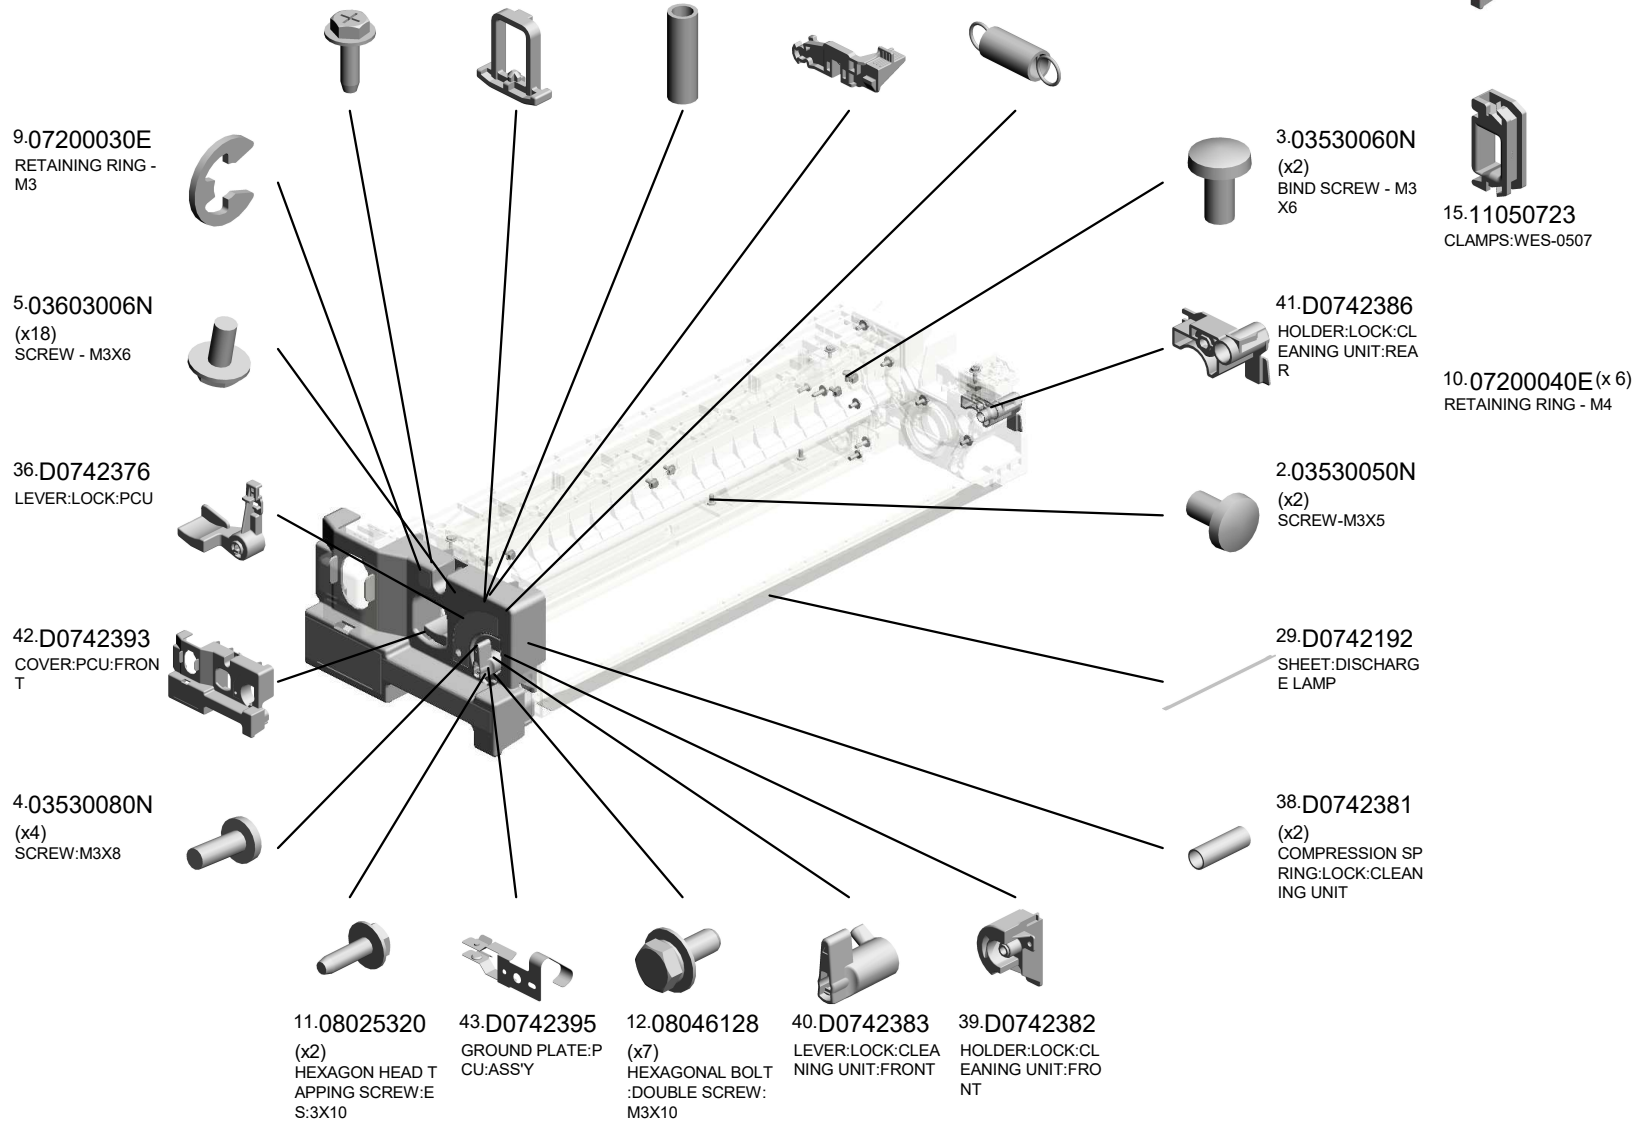 9.07200030E
RETAINING RING -
M3
5.03603006N
(x18)
SCREW - M3X6
36.D0742376
LEVER:LOCK:PCU
42.D0742393
COVER:PCU:FRON
T
4.03530080N
(x4)
SCREW:M3X8
11.08025320
(x2)
HEXAGON HEAD T
APPING SCREW:E
S:3X10
43.D0742395
GROUND PLATE:P
CU:ASS'Y
12.08046128
(x7)
HEXAGONAL BOLT
:DOUBLE SCREW:
M3X10
40.D0742383
LEVER:LOCK:CLEA
NING UNIT:FRONT
39.D0742382
HOLDER:LOCK:CL
EANING UNIT:FRO
NT
3.03530060N
(x2)
BIND SCREW - M3
X6
41.D0742386
HOLDER:LOCK:CL
EANING UNIT:REA
R
2.03530050N
(x2)
SCREW-M3X5
29.D0742192
SHEET:DISCHARG
E LAMP
38.D0742381
(x2)
COMPRESSION SP
RING:LOCK:CLEAN
ING UNIT
15.11050723
CLAMPS:WES-0507
10.07200040E(x 6)
RETAINING RING - M4